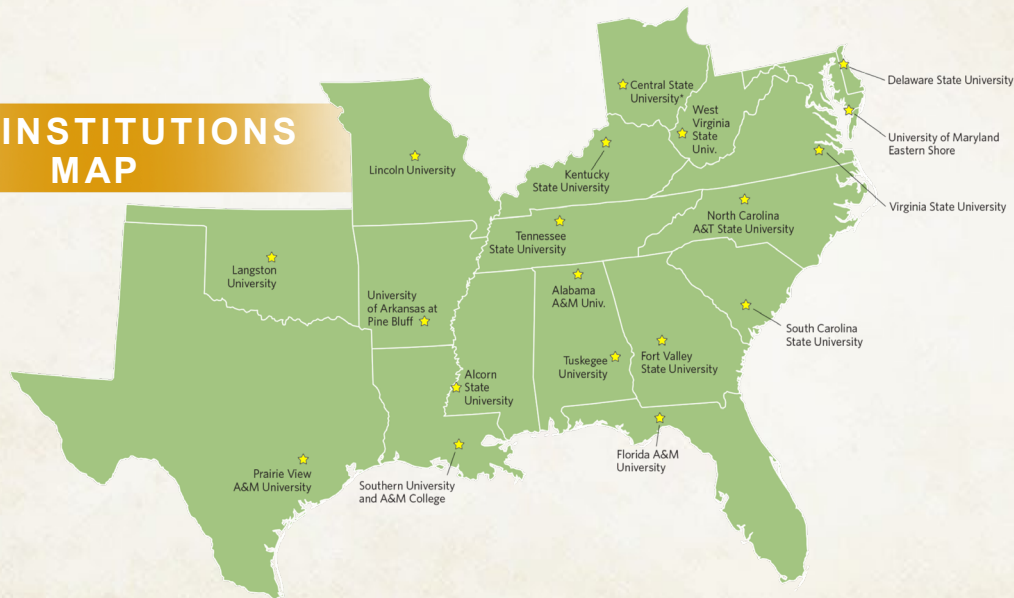 INSTITUTIONS
MAP
Central State
University*
West
Virginia
State
Univ.
Delaware State University
University of Maryland
Eastern Shore
Virginia State University
Lincoln University
Kentucky
State University
North Carolina
A&T State University
Tennessee
State University
Langston
University
University
of Arkansas at
Pine Bluff
Alabama
A&M Univ.
South Carolina
State University
Tuskegee
University
Fort Valley
State University
Alcorn
State
University
Florida A&M
University
Prairie View
A&M University
Southern University
and A&M College